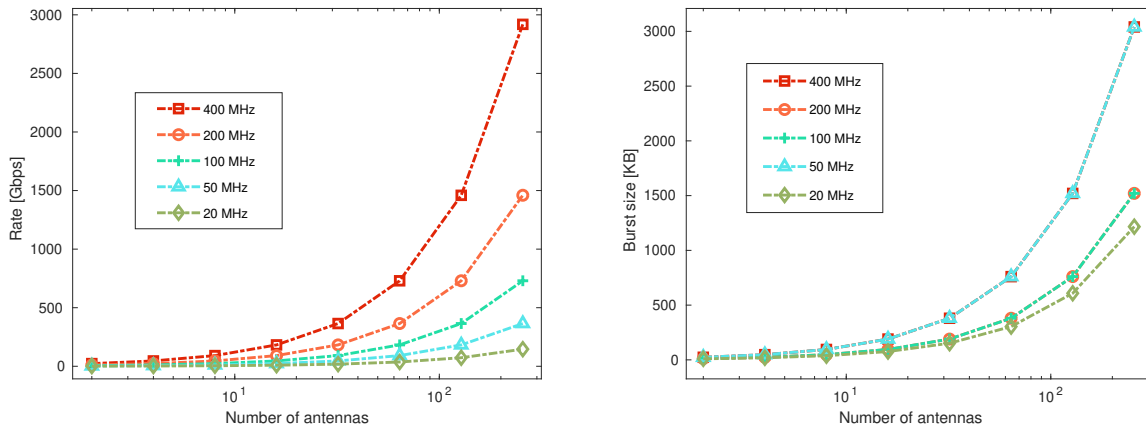 3000
2500
2000
1500
1000
500
0
Rate [Gbps]
400 MHz
200 MHz
100 MHz
50 MHz
20 MHz
10^1
10^2
Number of antennas
3000
2500
2000
1500
1000
500
0
Burst size [KB]
400 MHz
200 MHz
100 MHz
50 MHz
20 MHz
10^1
10^2
Number of antennas